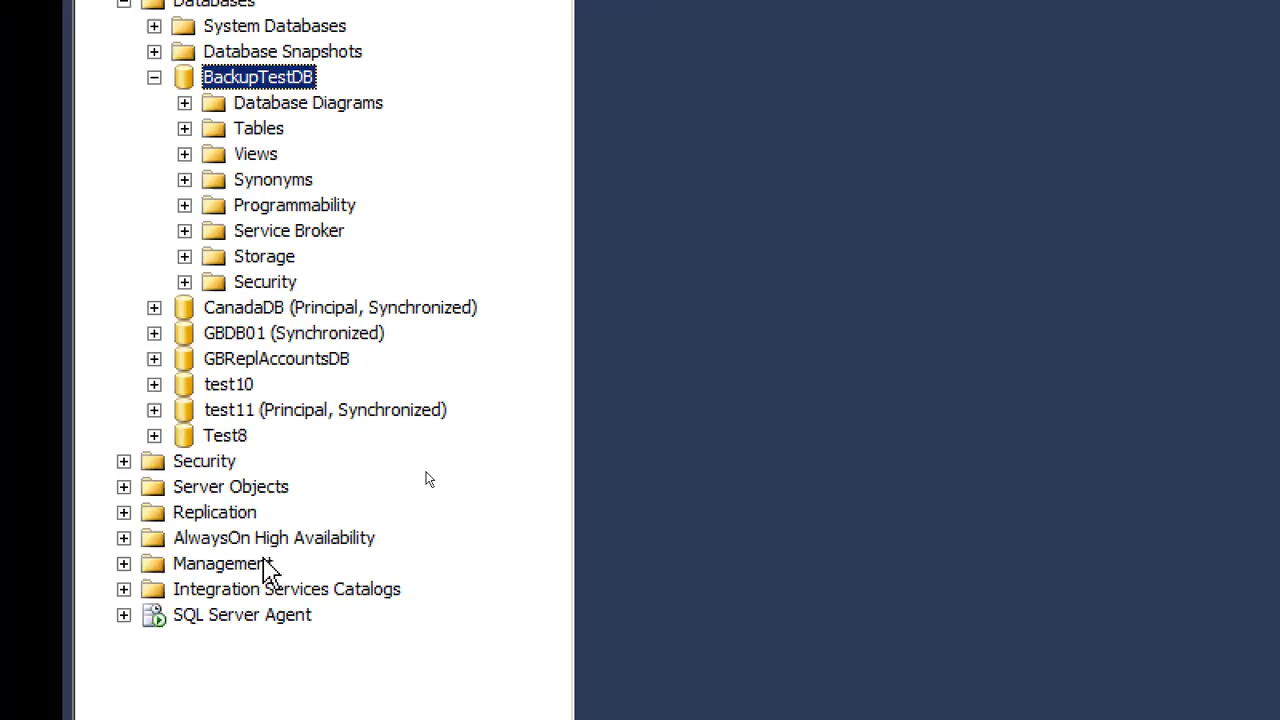 Databases
System Databases
Database Snapshots
BackupTestDB
Database Diagrams
Tables
Views
Synonyms
Programmability
Service Broker
Storage
Security
CanadaDB (Principal, Synchronized)
GBDB01 (Synchronized)
GBReplAccountsDB
test10
test11 (Principal, Synchronized)
Test8
Security
Server Objects
Replication
AlwaysOn High Availability
Management
Integration Services Catalogs
SQL Server Agent